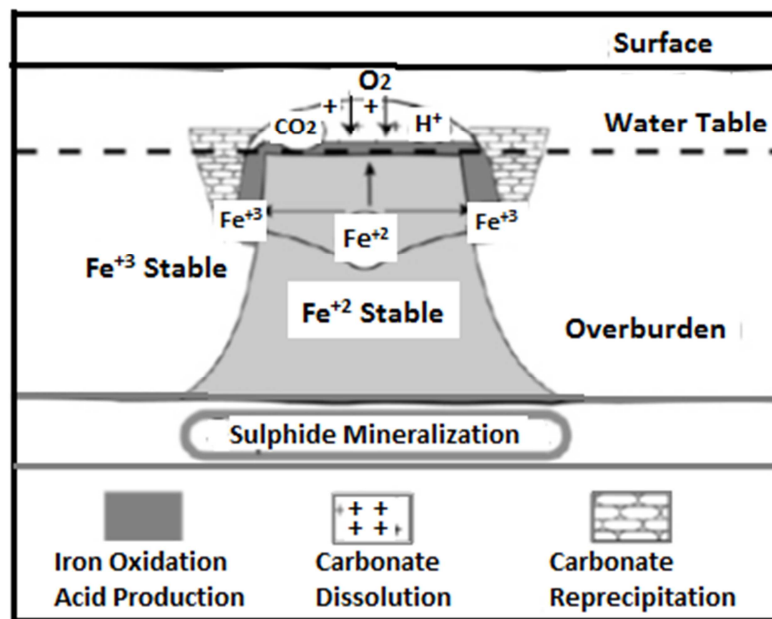 Surface
O2
+ +
CO2
H+
Water Table
Fe+3
Fe+2
Fe+3
Fe+3 Stable
Fe+2 Stable
Overburden
Sulphide Mineralization
+ +
+ +
Iron Oxidation
Acid Production
Carbonate
Dissolution
Carbonate
Reprecipitation